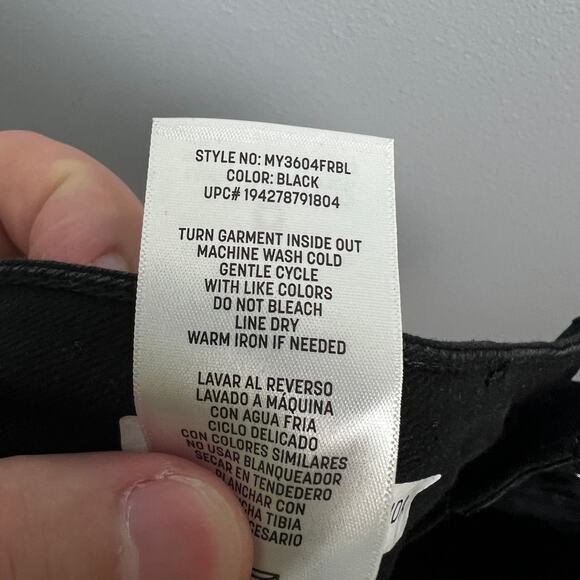 STYLE NO: MY3604FRBL
COLOR: BLACK
UPC# 194278791804
TURN GARMENT INSIDE OUT
MACHINE WASH COLD
GENTLE CYCLE
WITH LIKE COLORS
DO NOT BLEACH
LINE DRY
WARM IRON IF NEEDED
LAVAR AL REVERSO
LAVADO A MÁQUINA
CON AGUA FRIA
CICLO DELICADO
CON COLORES SIMILARES
NO USAR BLANQUEADOR
SECAR EN TENDEDERO
PLANCHAR CON
TIBIA